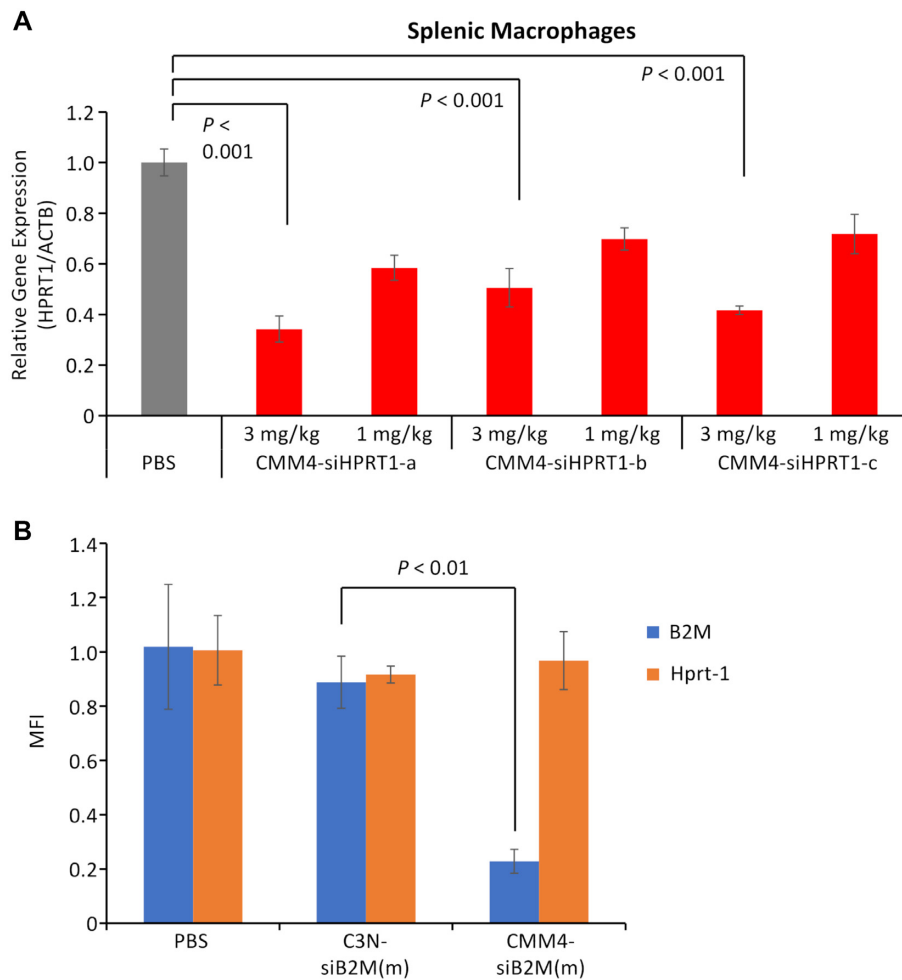 A
Splenic Macrophages
P < 0.001
P < 0.001
P <
0.001
Relative Gene Expression
(HPRT1/ACTB)
1.2
1.0
0.8
0.6
0.4
0.2
0
3 mg/kg 1 mg/kg 3 mg/kg 1 mg/kg 3 mg/kg 1 mg/kg
PBS CMM4-siHPRT1-a CMM4-siHPRT1-b CMM4-siHPRT1-c
B
MFI
1.4
1.2
1.0
0.8
0.6
0.4
0.2
0
P < 0.01
B2M
Hprt-1
PBS C3N- CMM4-
siB2M(m) siB2M(m)